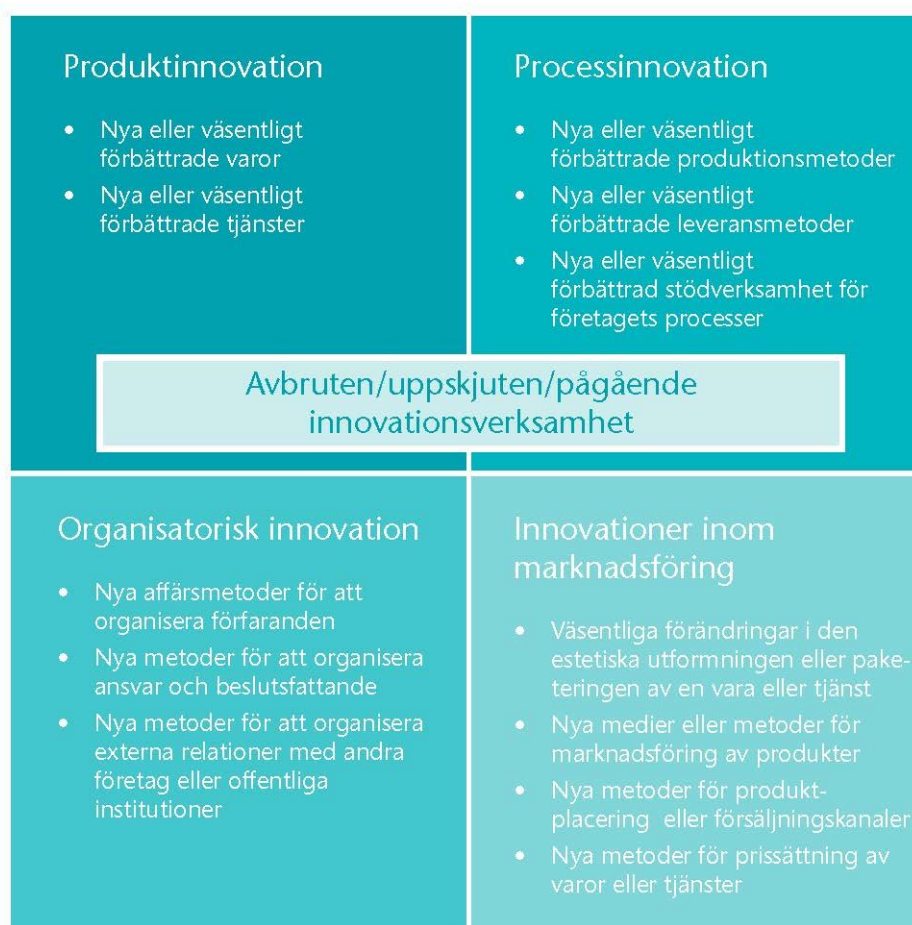 Produktinnovation
• Nya eller väsentligt
förbättrade varor
• Nya eller väsentligt
förbättrade tjänster
Processinnovation
• Nya eller väsentligt
förbättrade produktionsmetoder
• Nya eller väsentligt
förbättrade leveransmetoder
• Nya eller väsentligt
förbättrad stödverksamhet för
företagets processer
Avbruten/uppskjuten/pågående
innovationsverksamhet
Organisatorisk innovation
• Nya affärsmetoder för att
organisera förfaranden
• Nya metoder för att organisera
ansvar och beslutsfattande
• Nya metoder för att organisera
externa relationer med andra
företag eller offentliga
institutioner
Innovationer inom
marknadsföring
• Väsentliga förändringar i den
estetiska utformningen eller pake-
teringen av en vara eller tjänst
• Nya medier eller metoder för
marknadsföring av produkter
• Nya metoder för produkt-
placering eller försäljningskanaler
• Nya metoder för prissättning av
varor eller tjänster